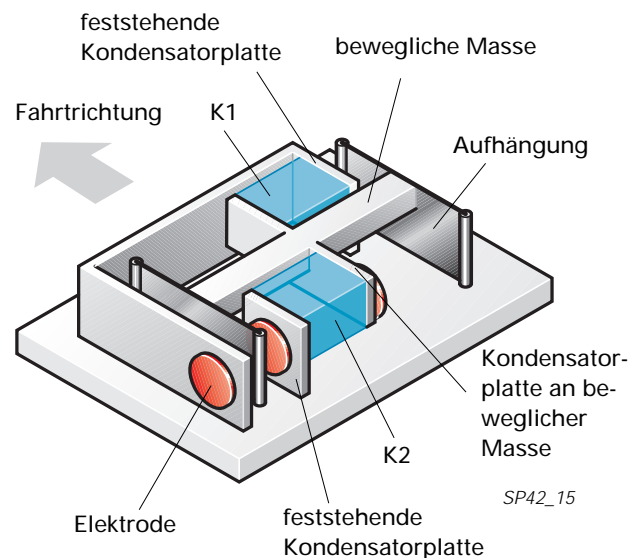 feststehende
Kondensatorplatte
bewegliche Masse
Fahrtrichtung
K1
Aufhängung
Kondensator-
platte an be-
weglicher
Masse
K2
SP42_15
Elektrode
feststehende
Kondensatorplatte